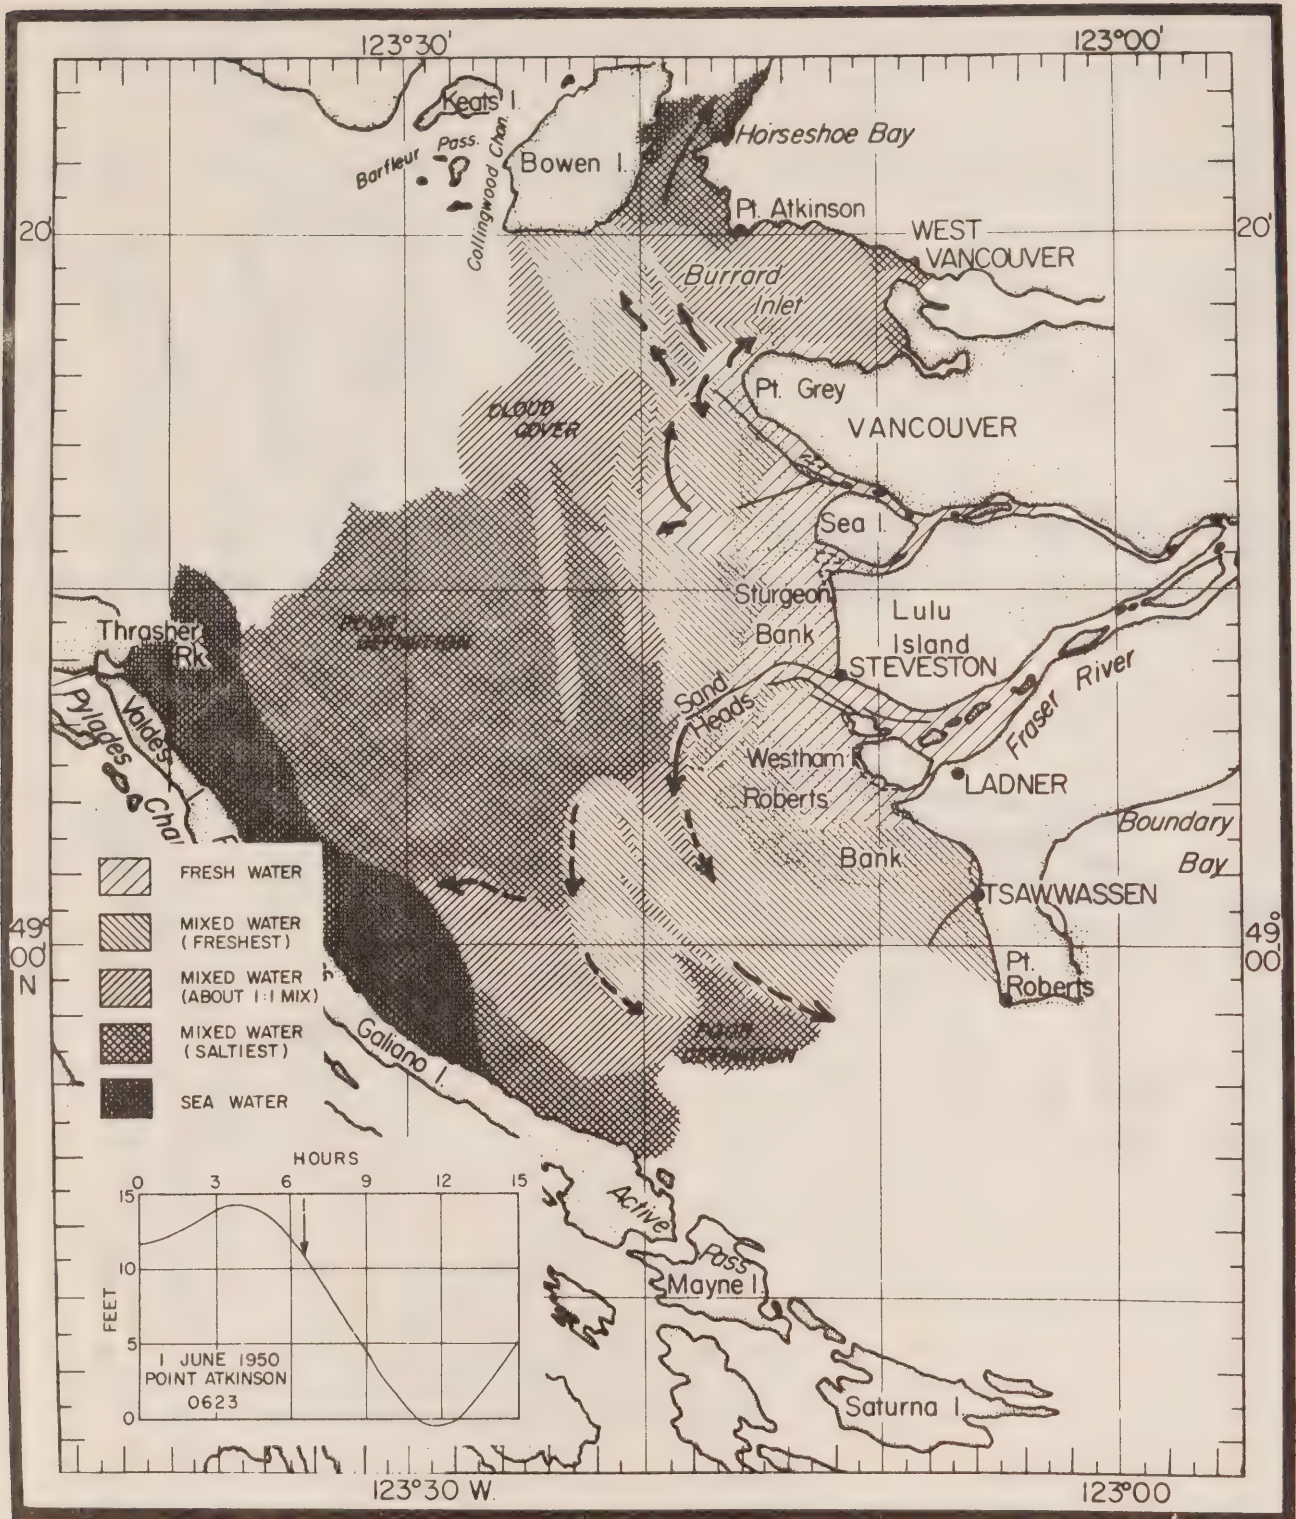 123°30'
123°00'
Keats I.
Barfleur Pass.
Collingwood Chan.
Bowen I.
Horseshoe Bay
Pt. Atkinson
20'
20'
WEST
VANCOUVER
Burrard
Inlet
Pt. Grey
CLOUD
COVER
VANCOUVER
Sea I.
Sturgeon
Bank
Lulu
Island
POOR
DEFINITION
Thrasher
Rk.
STEVESTON
Sand
Heads
Fraser River
Pylades
Chan
Valdes
Westham I.
LADNER
Roberts
Bank
Boundary
Bay
TSAWWASSEN
FRESH WATER
MIXED WATER
(FRESHEST)
MIXED WATER
(ABOUT 1:1 MIX)
MIXED WATER
(SALTIEST)
SEA WATER
49°
00'
N
49°
00'
Pt.
Roberts
POOR
DEFINITION
Galiano I.
HOURS
0 3 6 9 12 15
15
10
5
0
FEET
1 JUNE 1950
POINT ATKINSON
0623
Active
Pass
Mayne I.
Saturna I.
123°30' W.
123°00